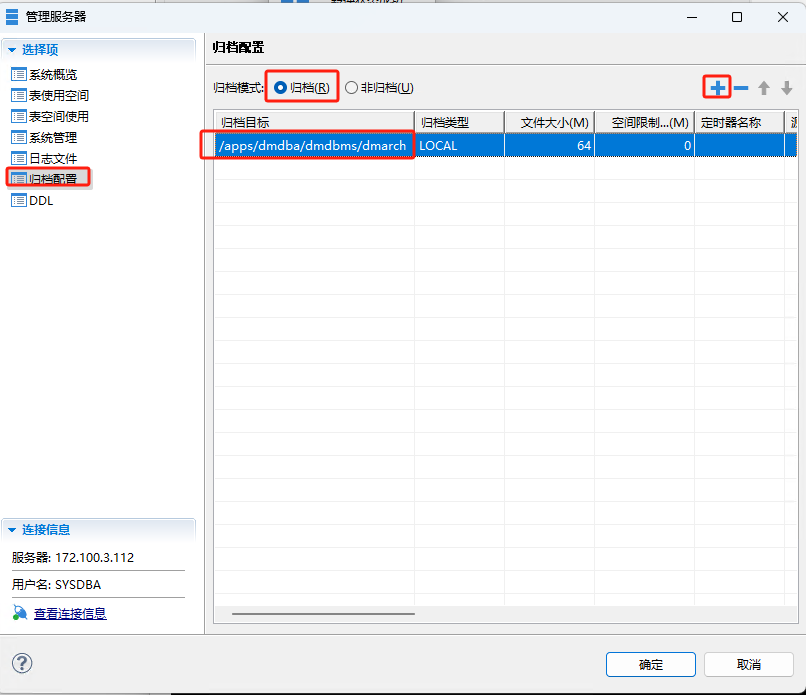 管理服务器
选择项
系统概览
表使用空间
表空间使用
系统管理
日志文件
归档配置
DDL
连接信息
服务器: 172.100.3.112
用户名: SYSDBA
查看连接信息
归档配置
归档模式: 归档(R) 非归档(U)
归档目标 归档类型 文件大小(M) 空间限制...(M) 定时器名称
/apps/dmdba/dmdbms/dmarch LOCAL 64 0
确定 取消